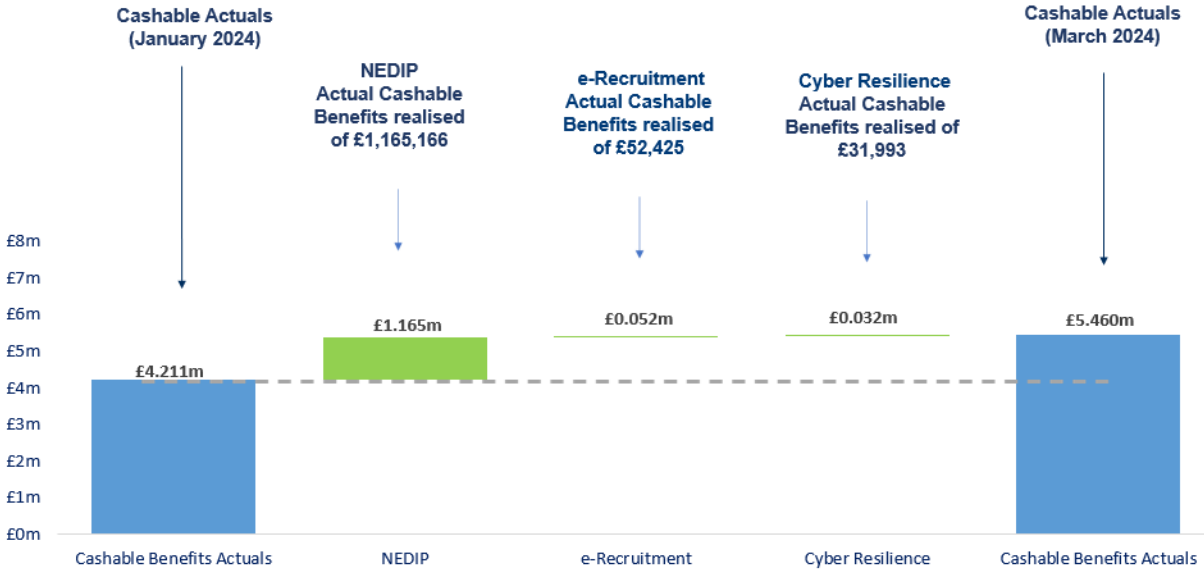 Cashable Actuals
(January 2024)
NEDIP
Actual Cashable
Benefits realised
of £1,165,166
e-Recruitment
Actual Cashable
Benefits realised
of £52,425
Cyber Resilience
Actual Cashable
Benefits realised of
£31,993
Cashable Actuals
(March 2024)
£8m
£7m
£6m
£5m
£4m
£3m
£2m
£1m
£0m
£4.211m
£1.165m
£0.052m
£0.032m
£5.460m
Cashable Benefits Actuals
NEDIP
e-Recruitment
Cyber Resilience
Cashable Benefits Actuals